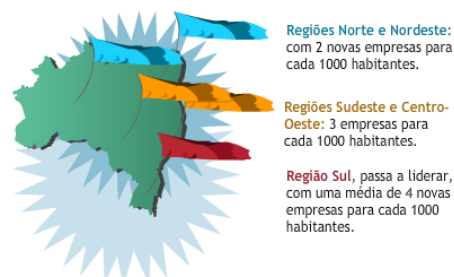 Regiões Norte e Nordeste:
com 2 novas empresas para
cada 1000 habitantes.
Regiões Sudeste e Centro-
Oeste: 3 empresas para
cada 1000 habitantes.
Região Sul, passa a liderar,
com uma média de 4 novas
empresas para cada 1000
habitantes.